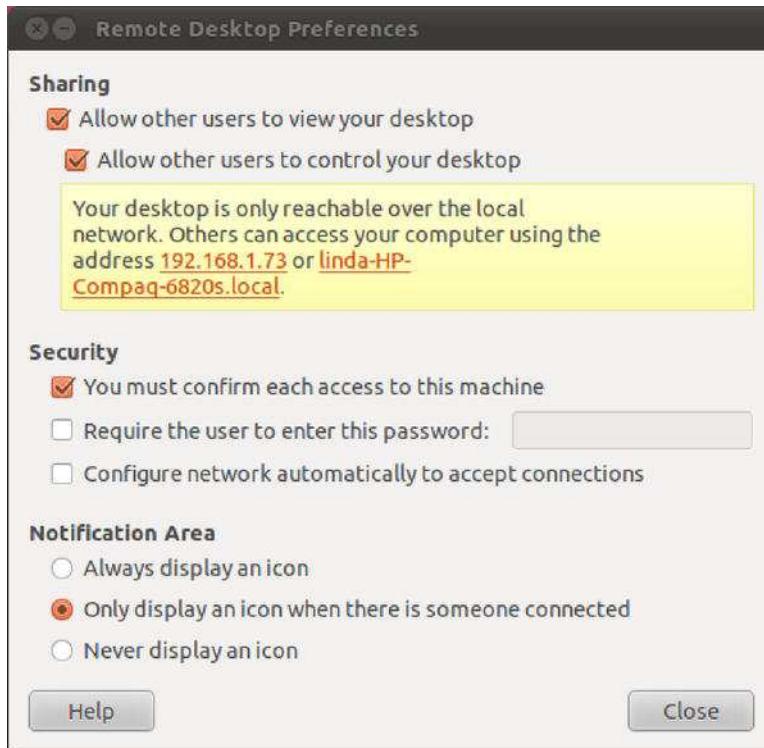 Remote Desktop Preferences
Sharing
Allow other users to view your desktop
Allow other users to control your desktop
Your desktop is only reachable over the local
network. Others can access your computer using the
address 192.168.1.73 or linda-HP-
Compaq-6820s.local.
Security
You must confirm each access to this machine
Require the user to enter this password:
Configure network automatically to accept connections
Notification Area
Always display an icon
Only display an icon when there is someone connected
Never display an icon
Help
Close